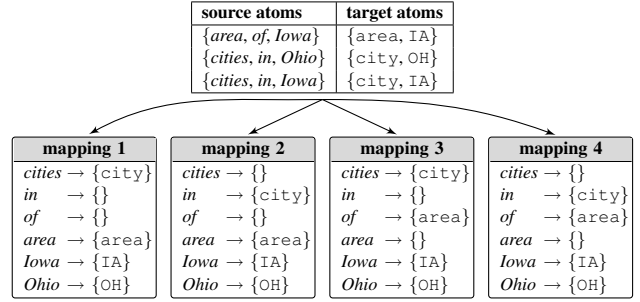 source atoms target atoms
{area, of, Iowa} {area, IA}
{cities, in, Ohio} {city, OH}
{cities, in, Iowa} {city, IA}
mapping 1 mapping 2 mapping 3 mapping 4
cities → {city} cities → {} cities → {city} cities → {}
in → {} in → {city} in → {} in → {city}
of → {} of → {} of → {area} of → {area}
area → {area} area → {area} area → {} area → {}
Iowa → {IA} Iowa → {IA} Iowa → {IA} Iowa → {IA}
Ohio → {OH} Ohio → {OH} Ohio → {OH} Ohio → {OH}